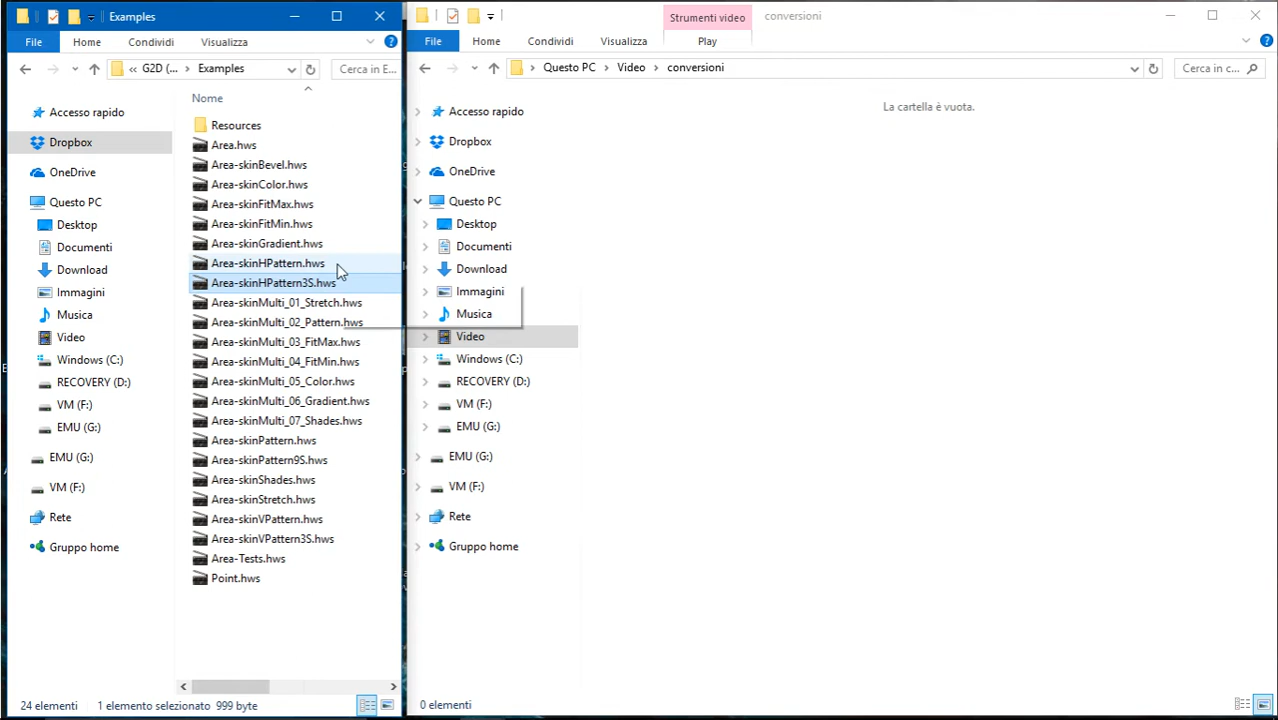 Examples
File
Home
Condividi
Visualizza
« G2D (... > Examples
Cerca in E...
Accesso rapido
Dropbox
OneDrive
Questo PC
Desktop
Documenti
Download
Immagini
Musica
Video
Windows (C:)
RECOVERY (D:)
VM (F:)
EMU (G:)
EMU (G:)
VM (F:)
Rete
Gruppo home
Nome
Resources
Area.hws
Area-skinBevel.hws
Area-skinColor.hws
Area-skinFitMax.hws
Area-skinFitMin.hws
Area-skinGradient.hws
Area-skinHPattern.hws
Area-skinHPattern3S.hws
Area-skinMulti_01_Stretch.hws
Area-skinMulti_02_Pattern.hws
Area-skinMulti_03_FitMax.hws
Area-skinMulti_04_FitMin.hws
Area-skinMulti_05_Color.hws
Area-skinMulti_06_Gradient.hws
Area-skinMulti_07_Shades.hws
Area-skinPattern.hws
Area-skinPattern9S.hws
Area-skinShades.hws
Area-skinStretch.hws
Area-skinVPattern.hws
Area-skinVPattern3S.hws
Area-Tests.hws
Point.hws
24 elementi 1 elemento selezionato 999 byte
Strumenti video
conversioni
File
Home
Condividi
Visualizza
Play
Questo PC > Video > conversioni
Cerca in c...
Accesso rapido
Dropbox
OneDrive
Questo PC
Desktop
Documenti
Download
Immagini
Musica
Video
Windows (C:)
RECOVERY (D:)
VM (F:)
EMU (G:)
EMU (G:)
VM (F:)
Rete
Gruppo home
La cartella è vuota.
0 elementi